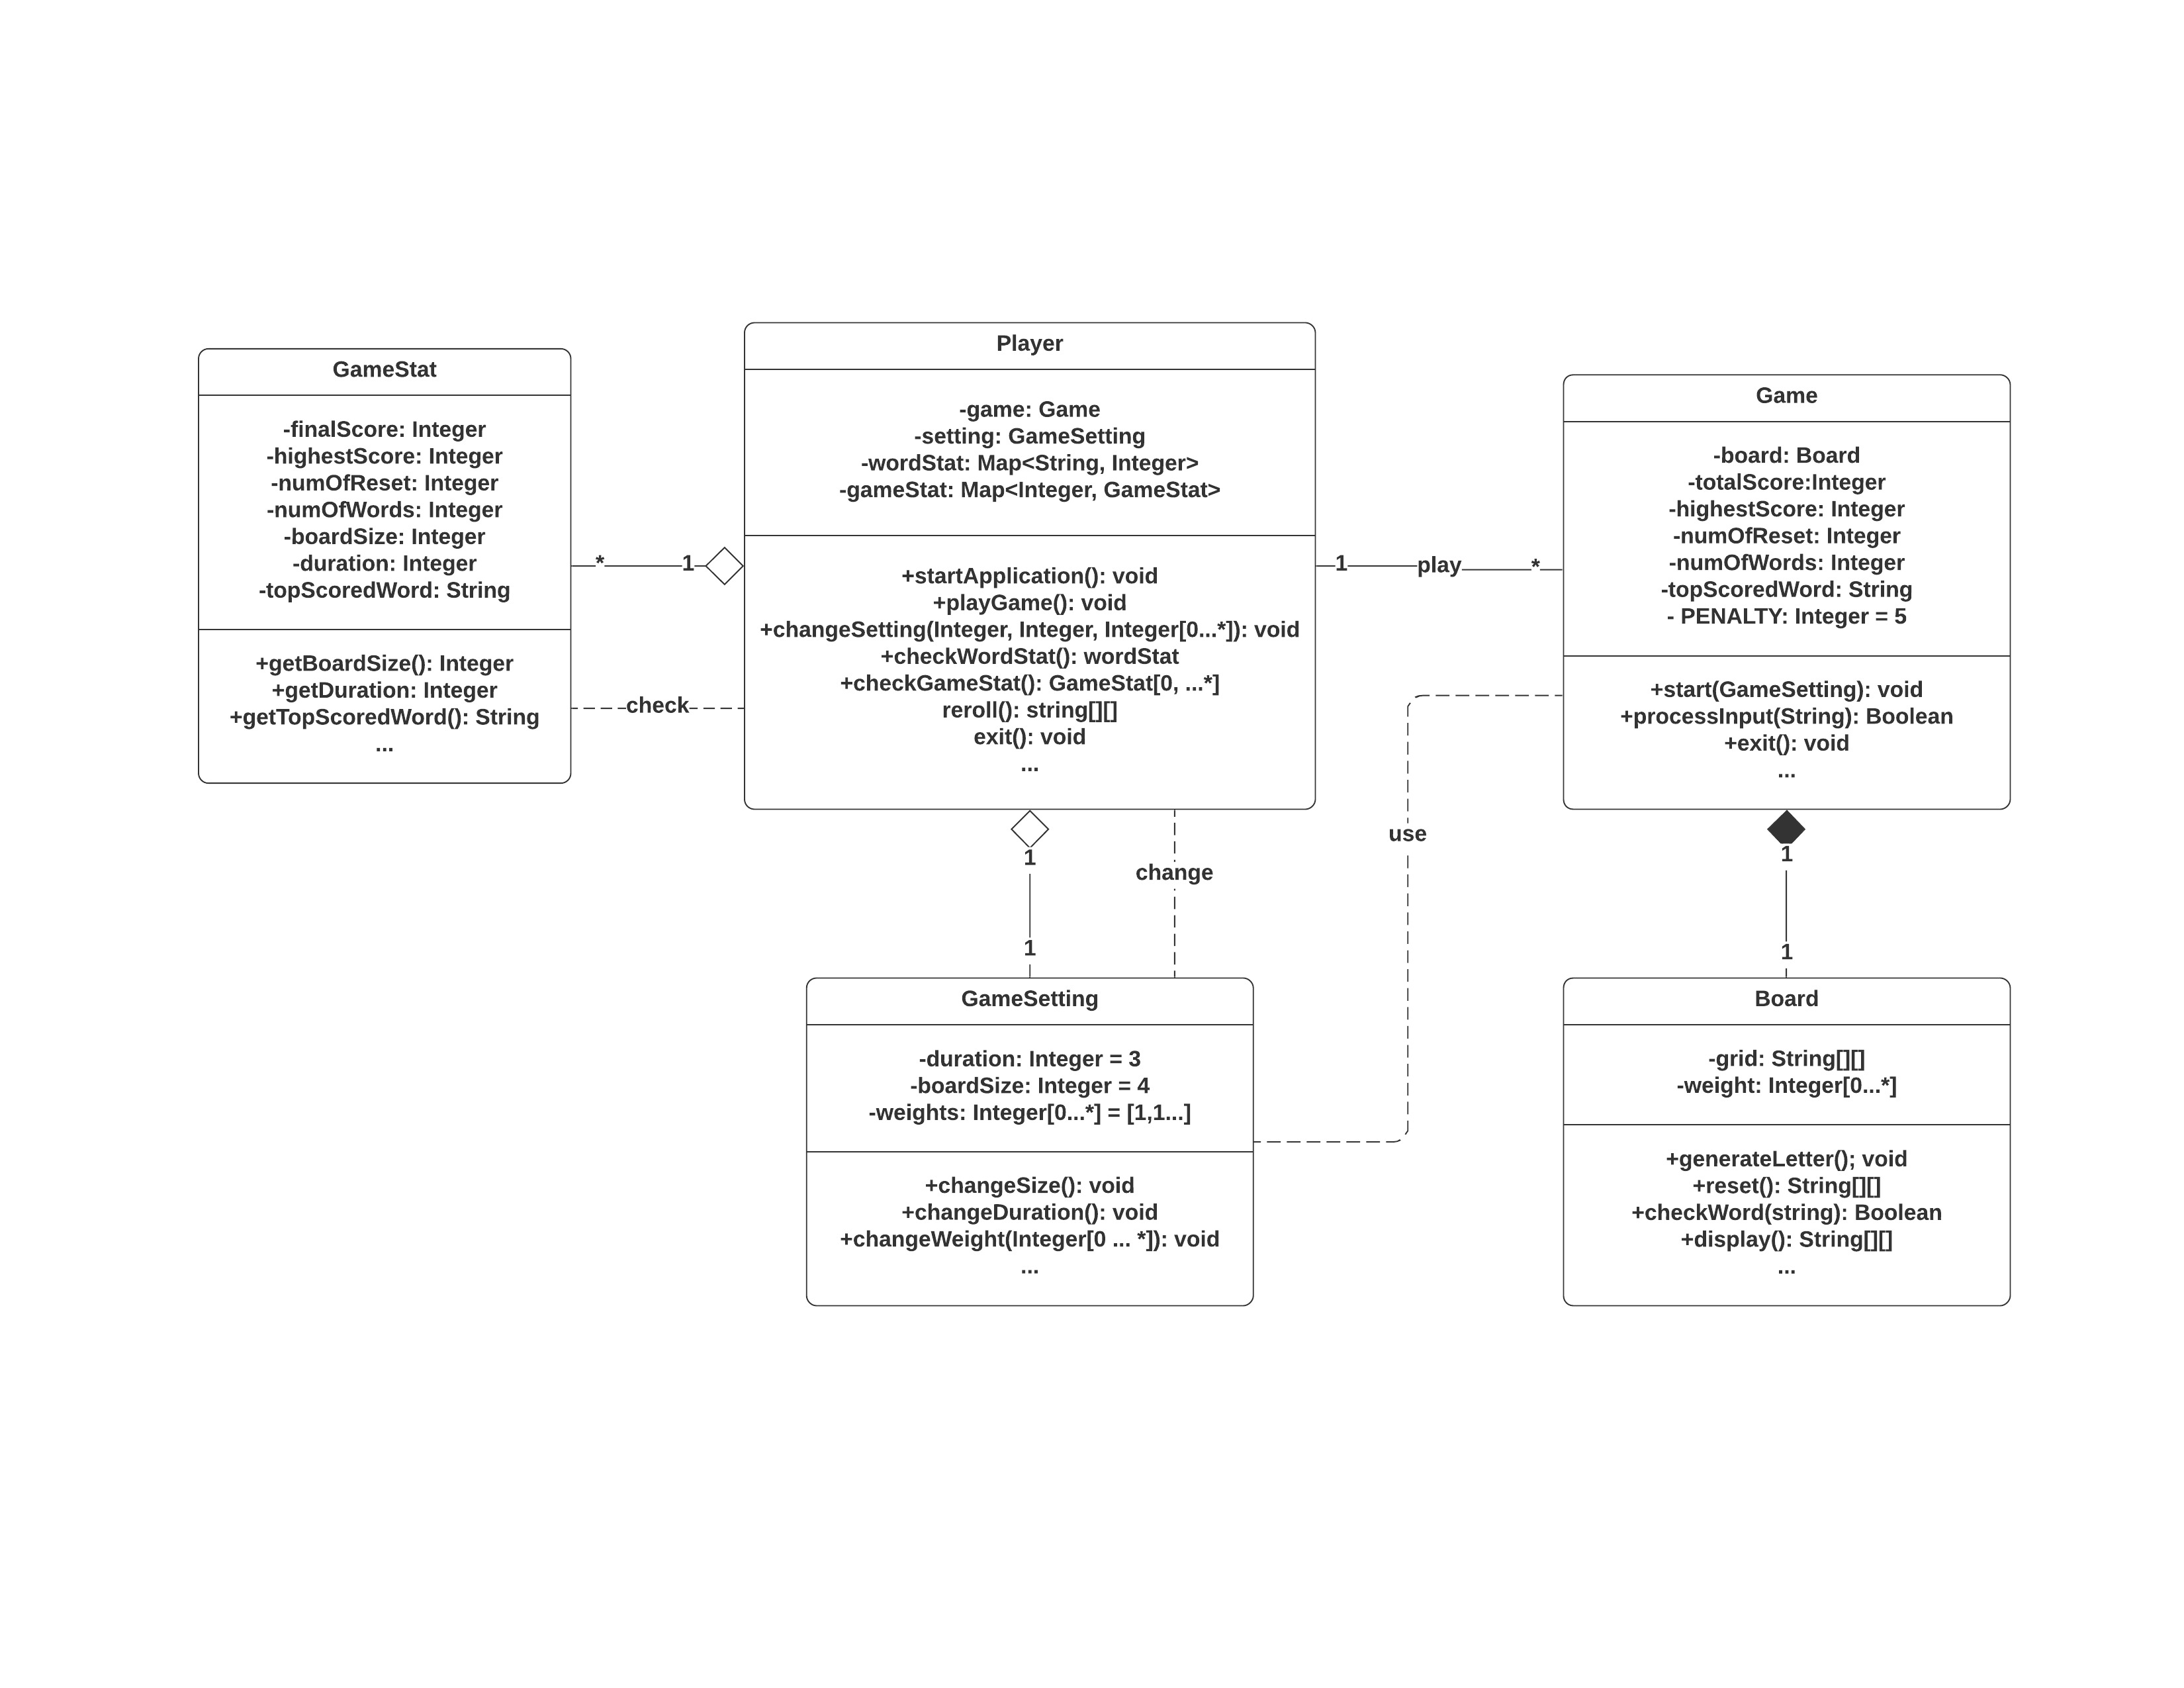 GameStat
-finalScore: Integer
-highestScore: Integer
-numOfReset: Integer
-numOfWords: Integer
-boardSize: Integer
-duration: Integer
-topScoredWord: String
+getBoardSize(): Integer
+getDuration: Integer
+getTopScoredWord(): String
...
*
1
check
Player
-game: Game
-setting: GameSetting
-wordStat: Map<String, Integer>
-gameStat: Map<Integer, GameStat>
+startApplication(): void
+playGame(): void
+changeSetting(Integer, Integer, Integer[0...*]): void
+checkWordStat(): wordStat
+checkGameStat(): GameStat[0, ...*]
reroll(): string[][]
exit(): void
...
1
play
*
Game
-board: Board
-totalScore:Integer
-highestScore: Integer
-numOfReset: Integer
-numOfWords: Integer
-topScoredWord: String
- PENALTY: Integer = 5
+start(GameSetting): void
+processInput(String): Boolean
+exit(): void
...
1
1
change
use
1
1
GameSetting
-duration: Integer = 3
-boardSize: Integer = 4
-weights: Integer[0...*] = [1,1...]
+changeSize(): void
+changeDuration(): void
+changeWeight(Integer[0 ... *]): void
...
Board
-grid: String[][]
-weight: Integer[0...*]
+generateLetter(); void
+reset(): String[][]
+checkWord(string): Boolean
+display(): String[][]
...